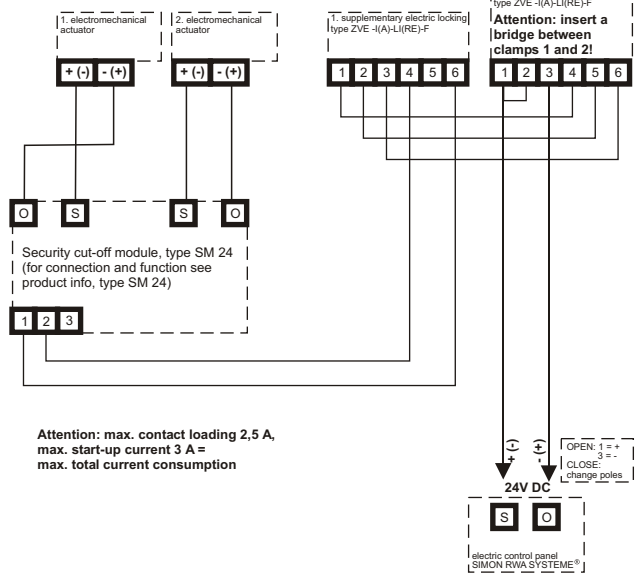 1. electromechanical
actuator
2. electromechanical
actuator
1. supplementary electric locking
type ZVE -I(A)-LI(RE)-F
type ZVE -I(A)-LI(RE)-F
Attention: insert a
bridge between
clamps 1 and 2!
+ (-) - (+)
+ (-) - (+)
1 2 3 4 5 6
1 2 3 4 5 6
O S S O
Security cut-off module, type SM 24
(for connection and function see
product info, type SM 24)
1 2 3
Attention: max. contact loading 2,5 A,
max. start-up current 3 A =
max. total current consumption
+ (-)
- (+)
OPEN: 1 = +
3 = -
CLOSE:
change poles
24V DC
S O
electric control panel
SIMON RWA SYSTEME®